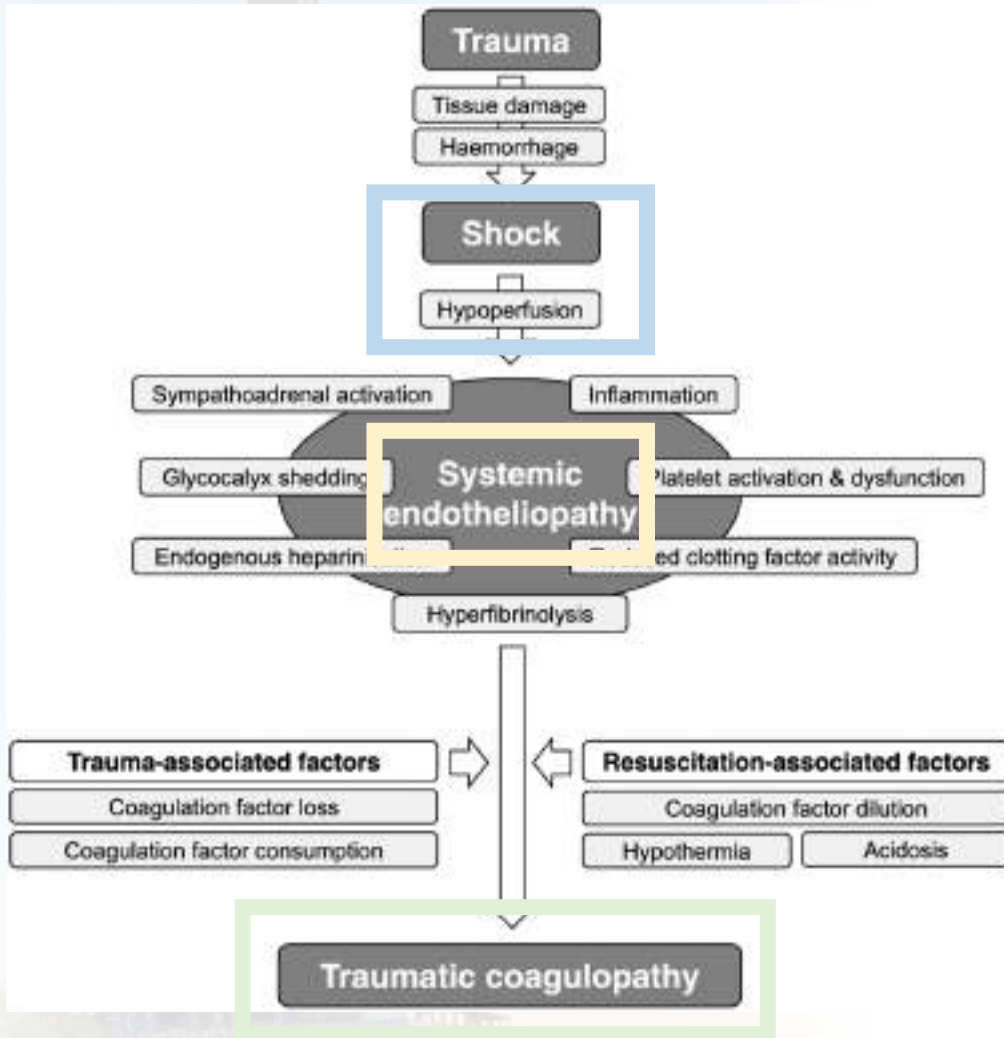 Trauma
Tissue damage
Haemorrhage
Shock
Hypoperfusion
Sympathoadrenal activation
Inflammation
Glycocalyx shedding
Systemic
endotheliopathy
Platelet activation & dysfunction
Endogenous
clotting factor activity
Hyperfibrinolysis
Trauma-associated factors
Coagulation factor loss
Coagulation factor consumption
Resuscitation-associated factors
Coagulation factor dilution
Hypothermia
Acidosis
Traumatic coagulopathy